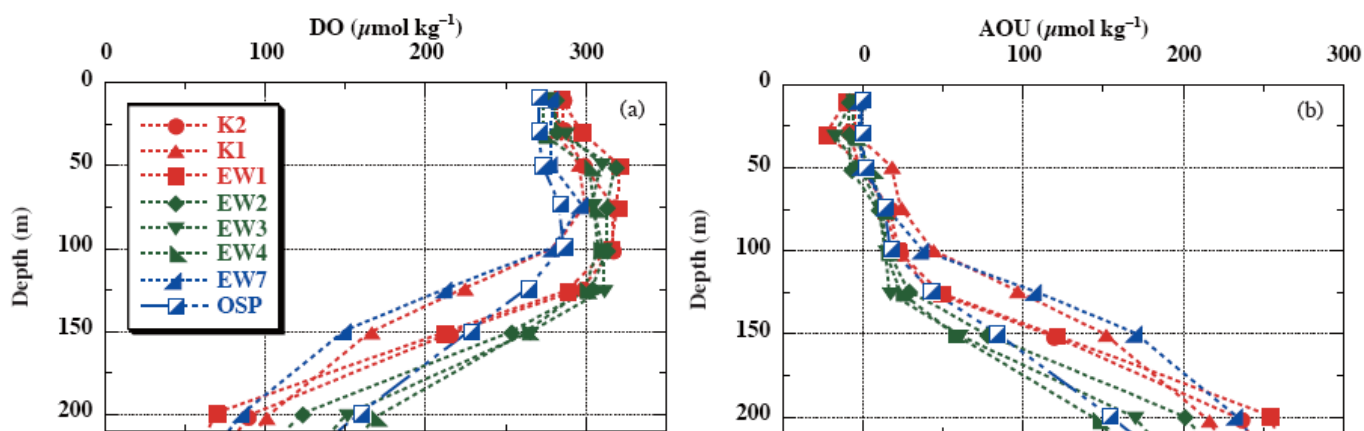 DO (μmol kg⁻¹)
0 100 200 300
0
50
100
150
200
Depth (m)
(a)
K2
K1
EW1
EW2
EW3
EW4
EW7
OSP
AOU (μmol kg⁻¹)
0 100 200 300
0
50
100
150
200
Depth (m)
(b)